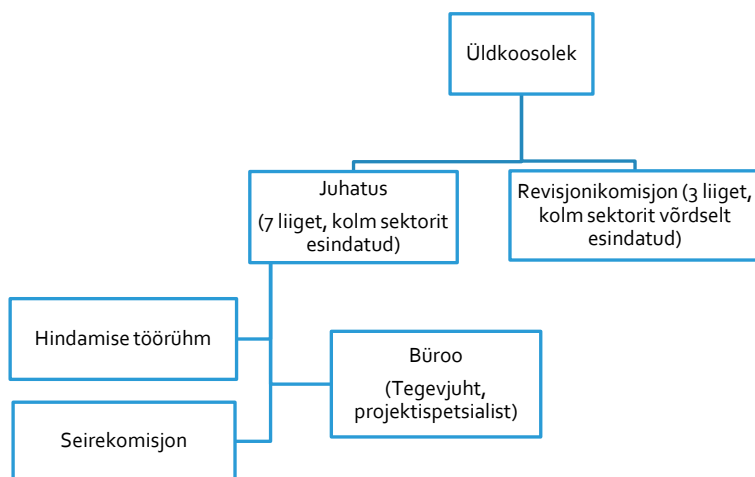 Üldkoosolek
Juhatus
(7 liiget, kolm sektorit
esindatud)
Revisjonikomisjon (3 liiget,
kolm sektorit võrdselt
esindatud)
Hindamise töörühm
Büroo
(Tegevjuht,
projektispetsialist)
Seirekomisjon